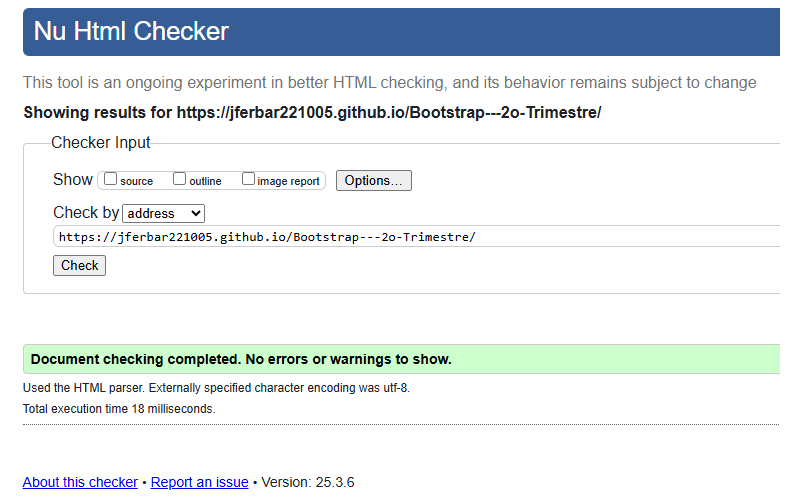 Nu Html Checker
This tool is an ongoing experiment in better HTML checking, and its behavior remains subject to change
Showing results for https://jferbar221005.github.io/Bootstrap---2o-Trimestre/
Checker Input
Show source outline image report Options...
Check by address
https://jferbar221005.github.io/Bootstrap---2o-Trimestre/
Check
Document checking completed. No errors or warnings to show.
Used the HTML parser. Externally specified character encoding was utf-8.
Total execution time 18 milliseconds.
About this checker • Report an issue • Version: 25.3.6